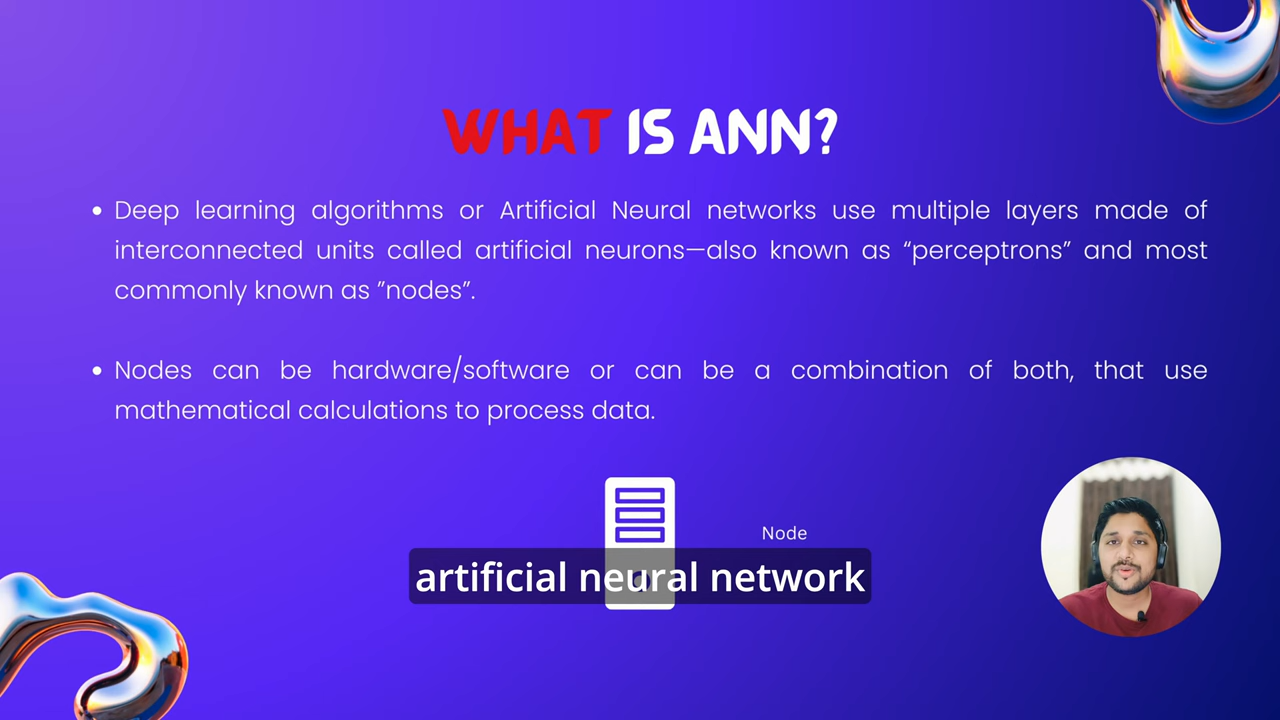 WHAT IS ANN?
Deep learning algorithms or Artificial Neural networks use multiple layers made of
interconnected units called artificial neurons—also known as “perceptrons” and most
commonly known as ”nodes”.
Nodes can be hardware/software or can be a combination of both, that use
mathematical calculations to process data.
Node
artificial neural network